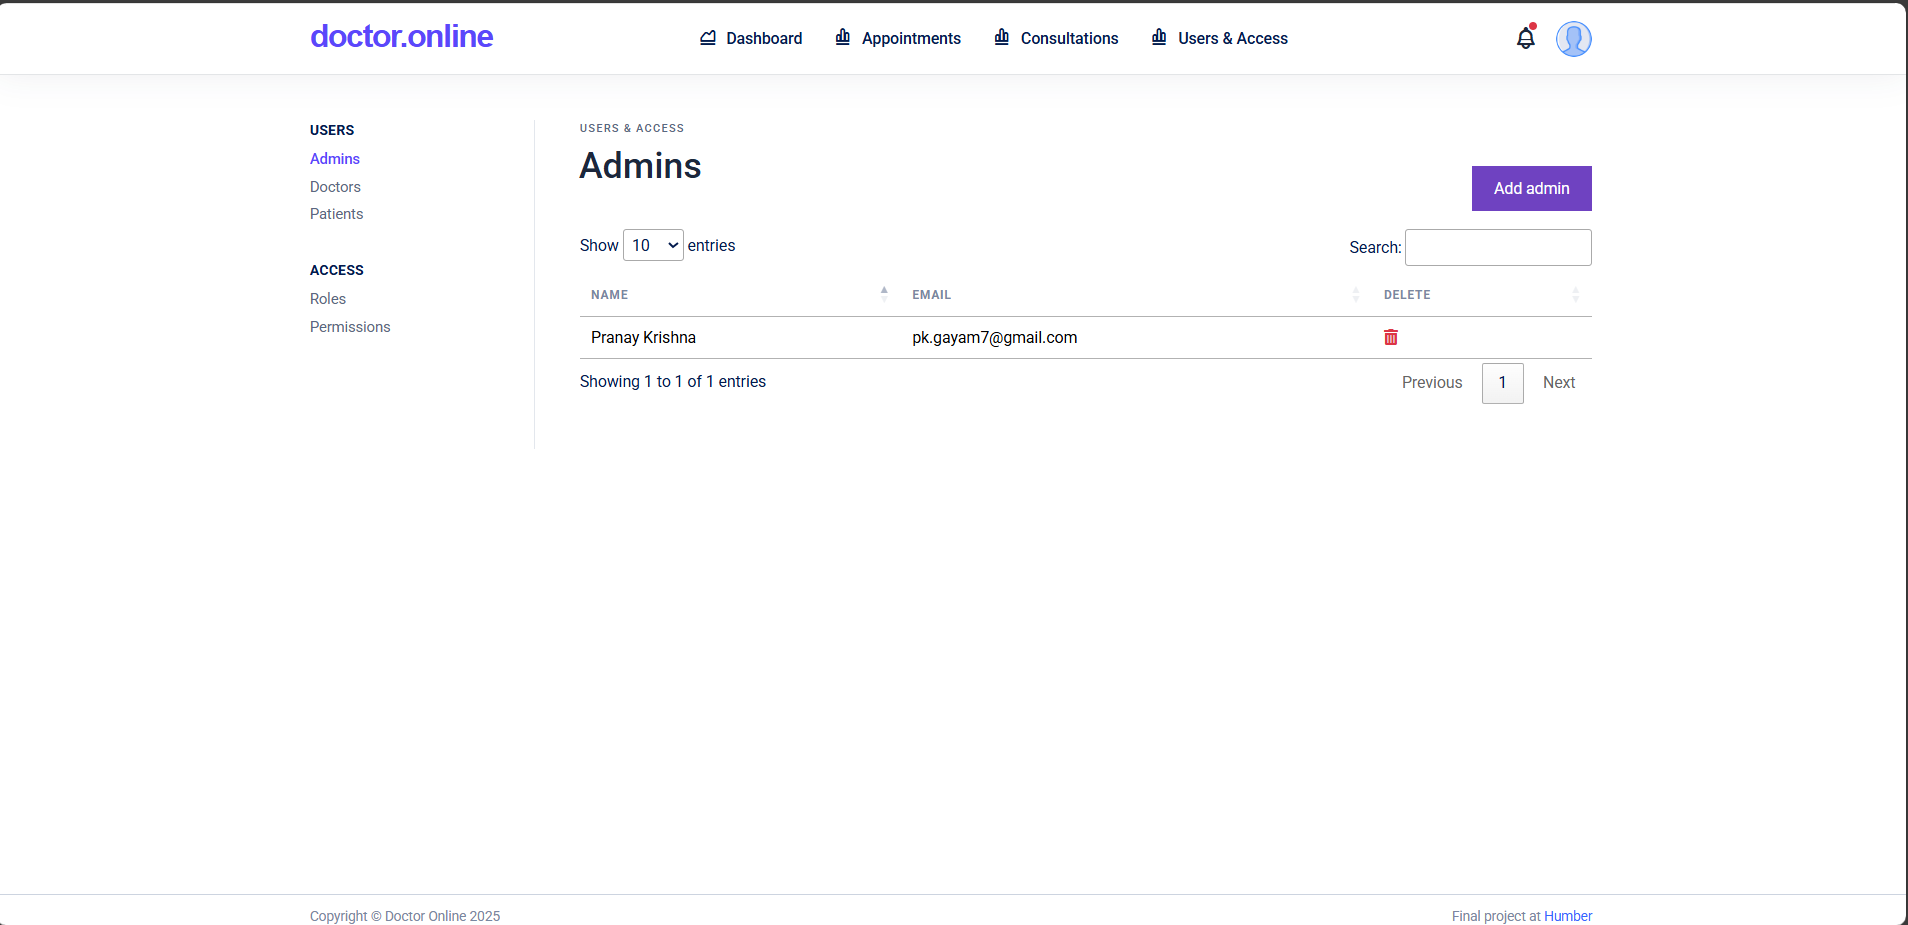 doctor.online
Dashboard Appointments Consultations Users & Access
USERS
Admins
Doctors
Patients
ACCESS
Roles
Permissions
USERS & ACCESS
Admins
Add admin
Show 10 entries
Search:
NAME EMAIL DELETE
Pranay Krishna pk.gayam7@gmail.com
Showing 1 to 1 of 1 entries
Previous 1 Next
Copyright © Doctor Online 2025
Final project at Humber